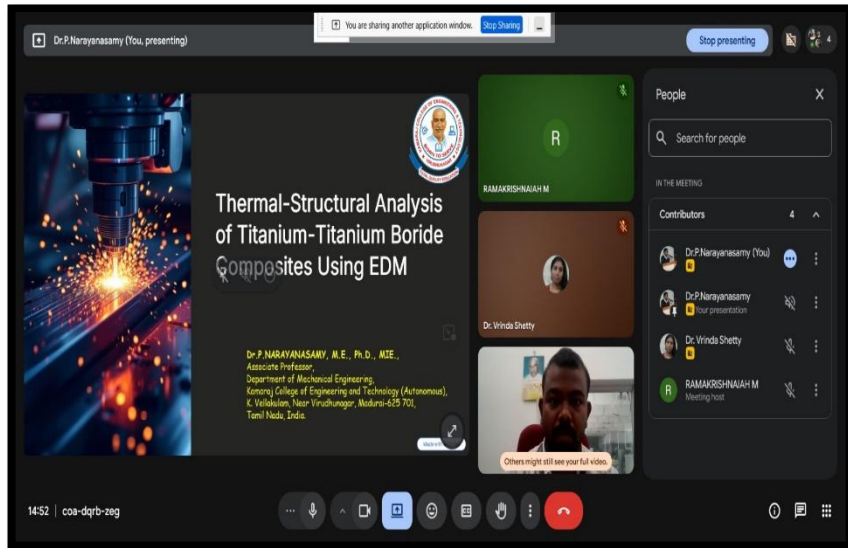 You are sharing another application window. Stop Sharing
Dr.P.Narayanasamy (You, presenting)
Stop presenting
4
Thermal-Structural Analysis
of Titanium-Titanium Boride
Composites Using EDM
Dr.P.NARAYANASAMY, M.E., Ph.D., MIE.,
Associate Professor,
Department of Mechanical Engineering,
Kamaraj College of Engineering and Technology (Autonomous),
K. Vellakulam, Near Virudhunagar, Madurai-625 701,
Tamil Nadu, India.
R
RAMAKRISHNAIAH M
Dr. Vrinda Shetty
Others might still see your full video.
People
Search for people
IN THE MEETING
Contributors 4
Dr.P.Narayanasamy (You)
Dr.P.Narayanasamy
Your presentation
Dr. Vrinda Shetty
R
RAMAKRISHNAIAH M
Meeting host
14:52 | coa-dqrb-zeg